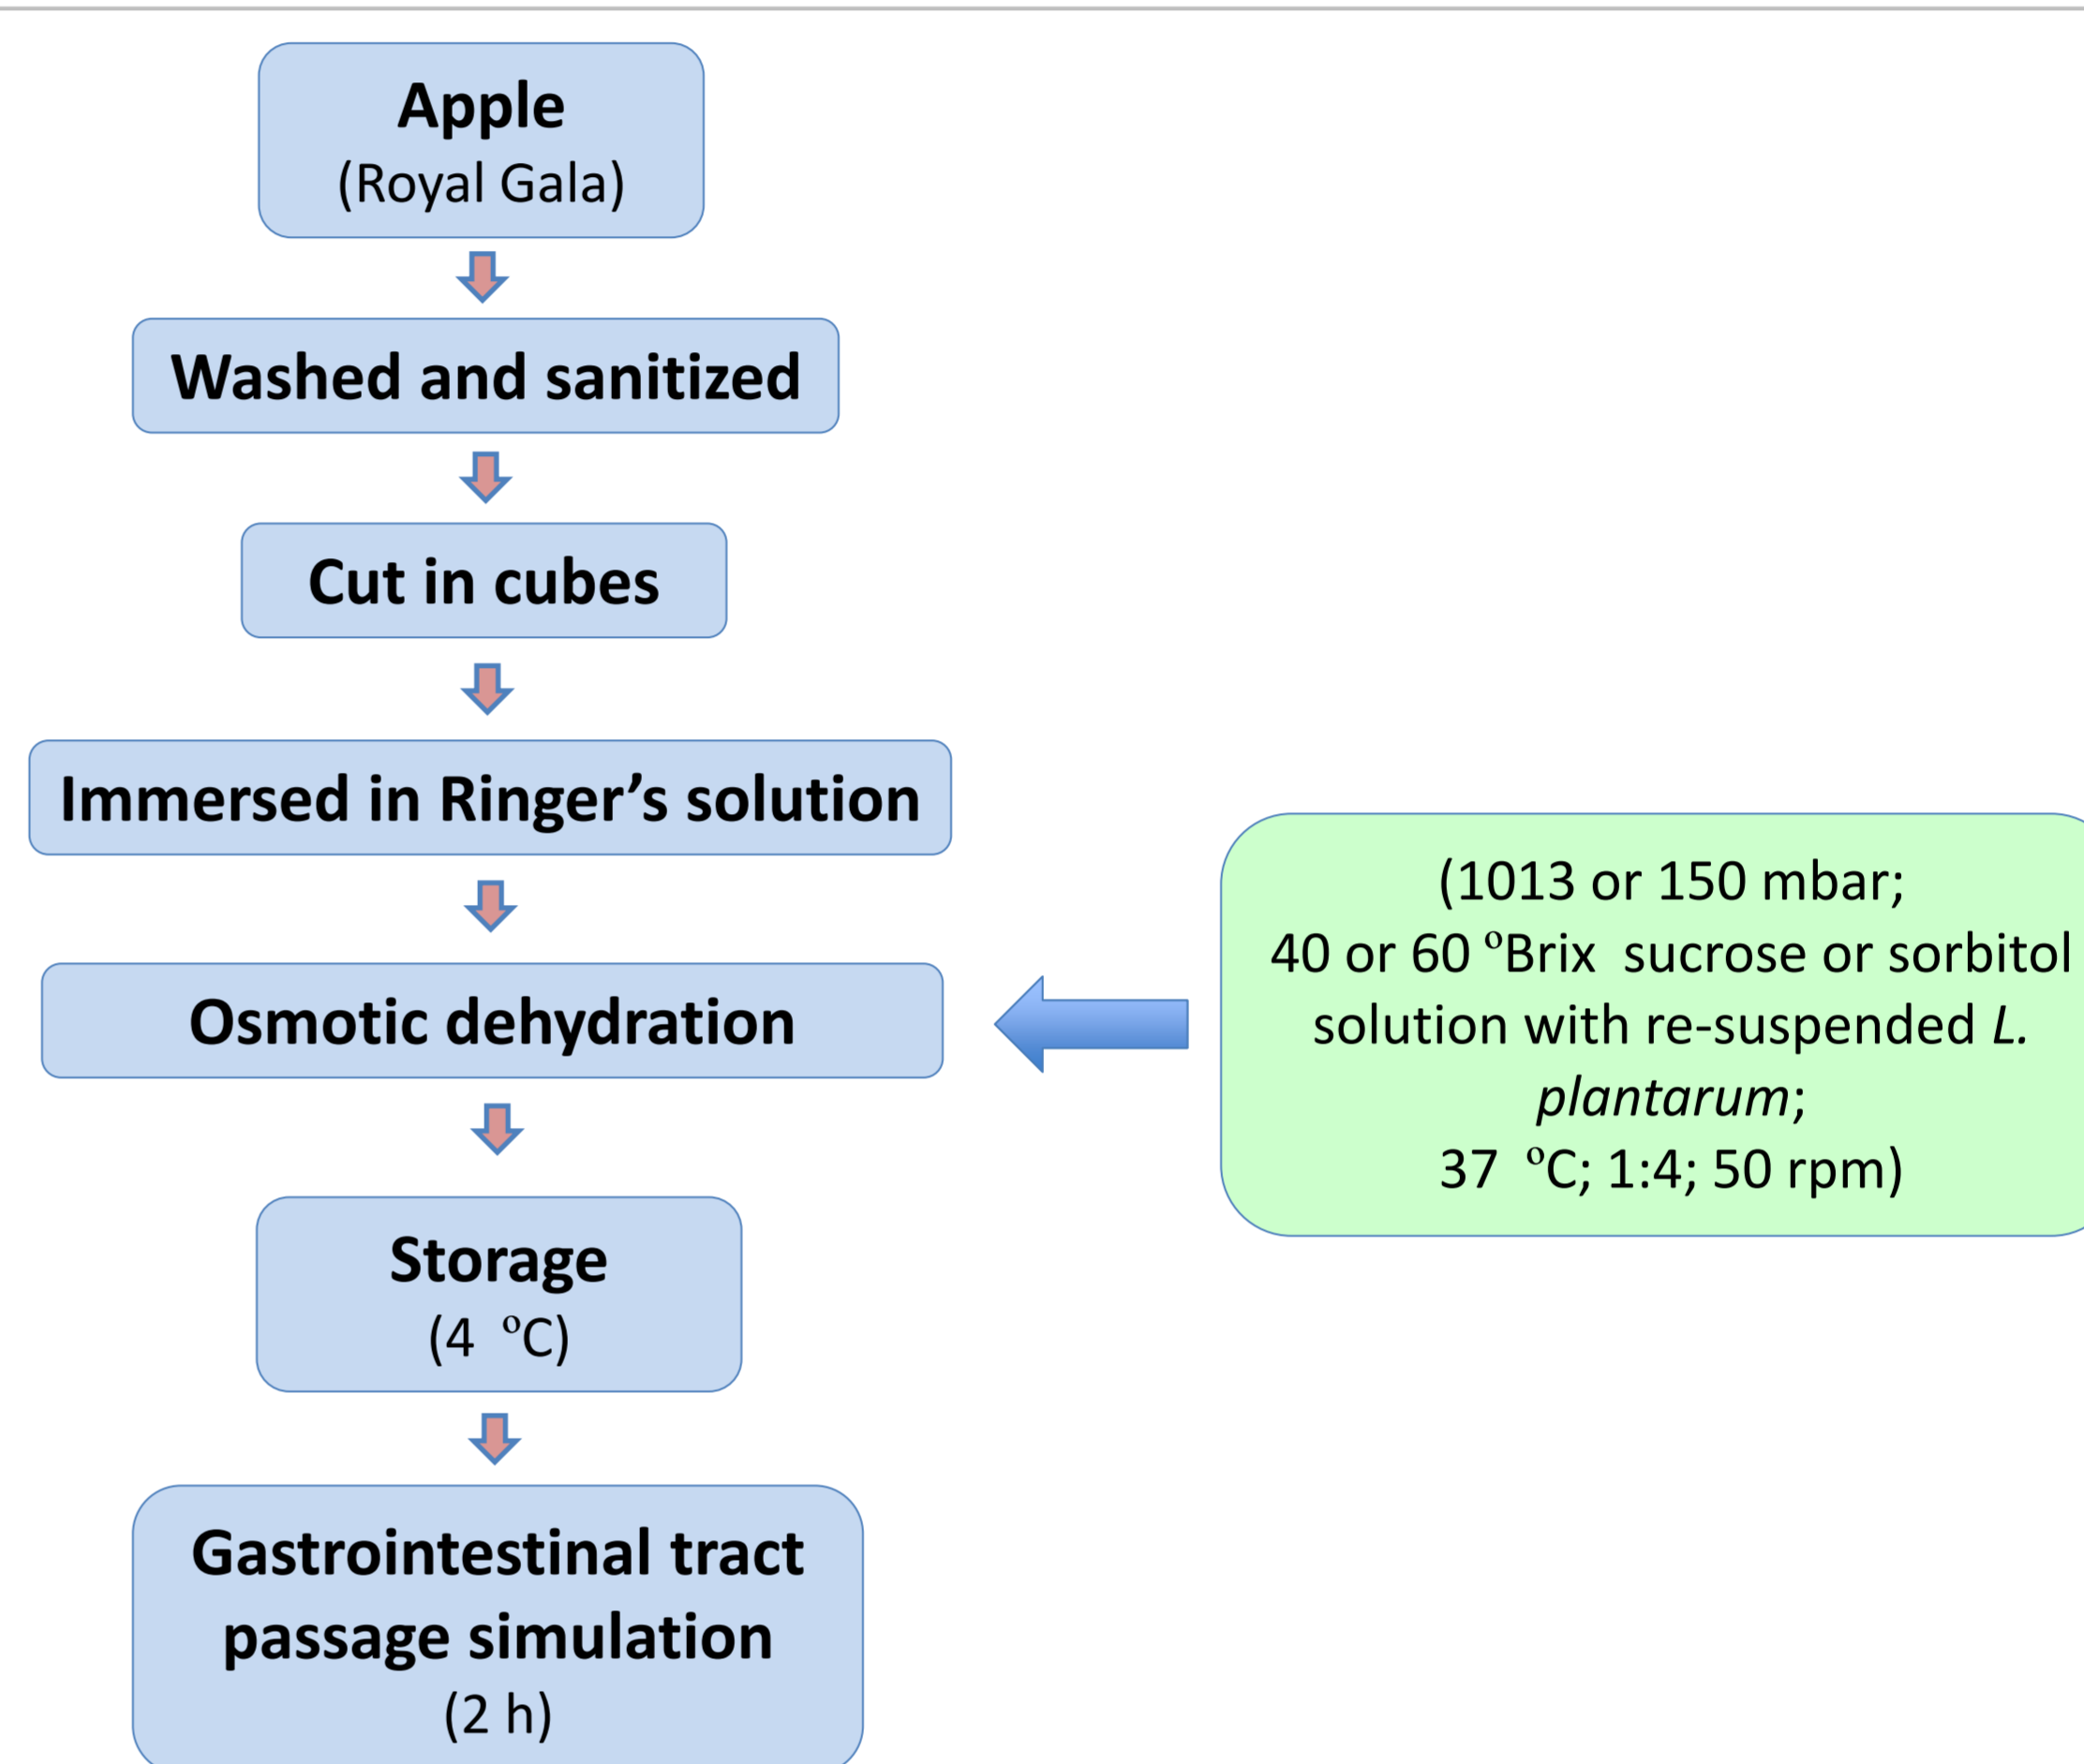 Apple
(Royal Gala)
Washed and sanitized
Cut in cubes
Immersed in Ringer’s solution
Osmotic dehydration
(1013 or 150 mbar;
40 or 60 ºBrix  sucrose or sorbitol
solution with re-suspended L.
plantarum;
37  ºC; 1:4; 50 rpn)
Storage
(4  ºC)
Gastrointestinal tract
passage simulation
(2 h)